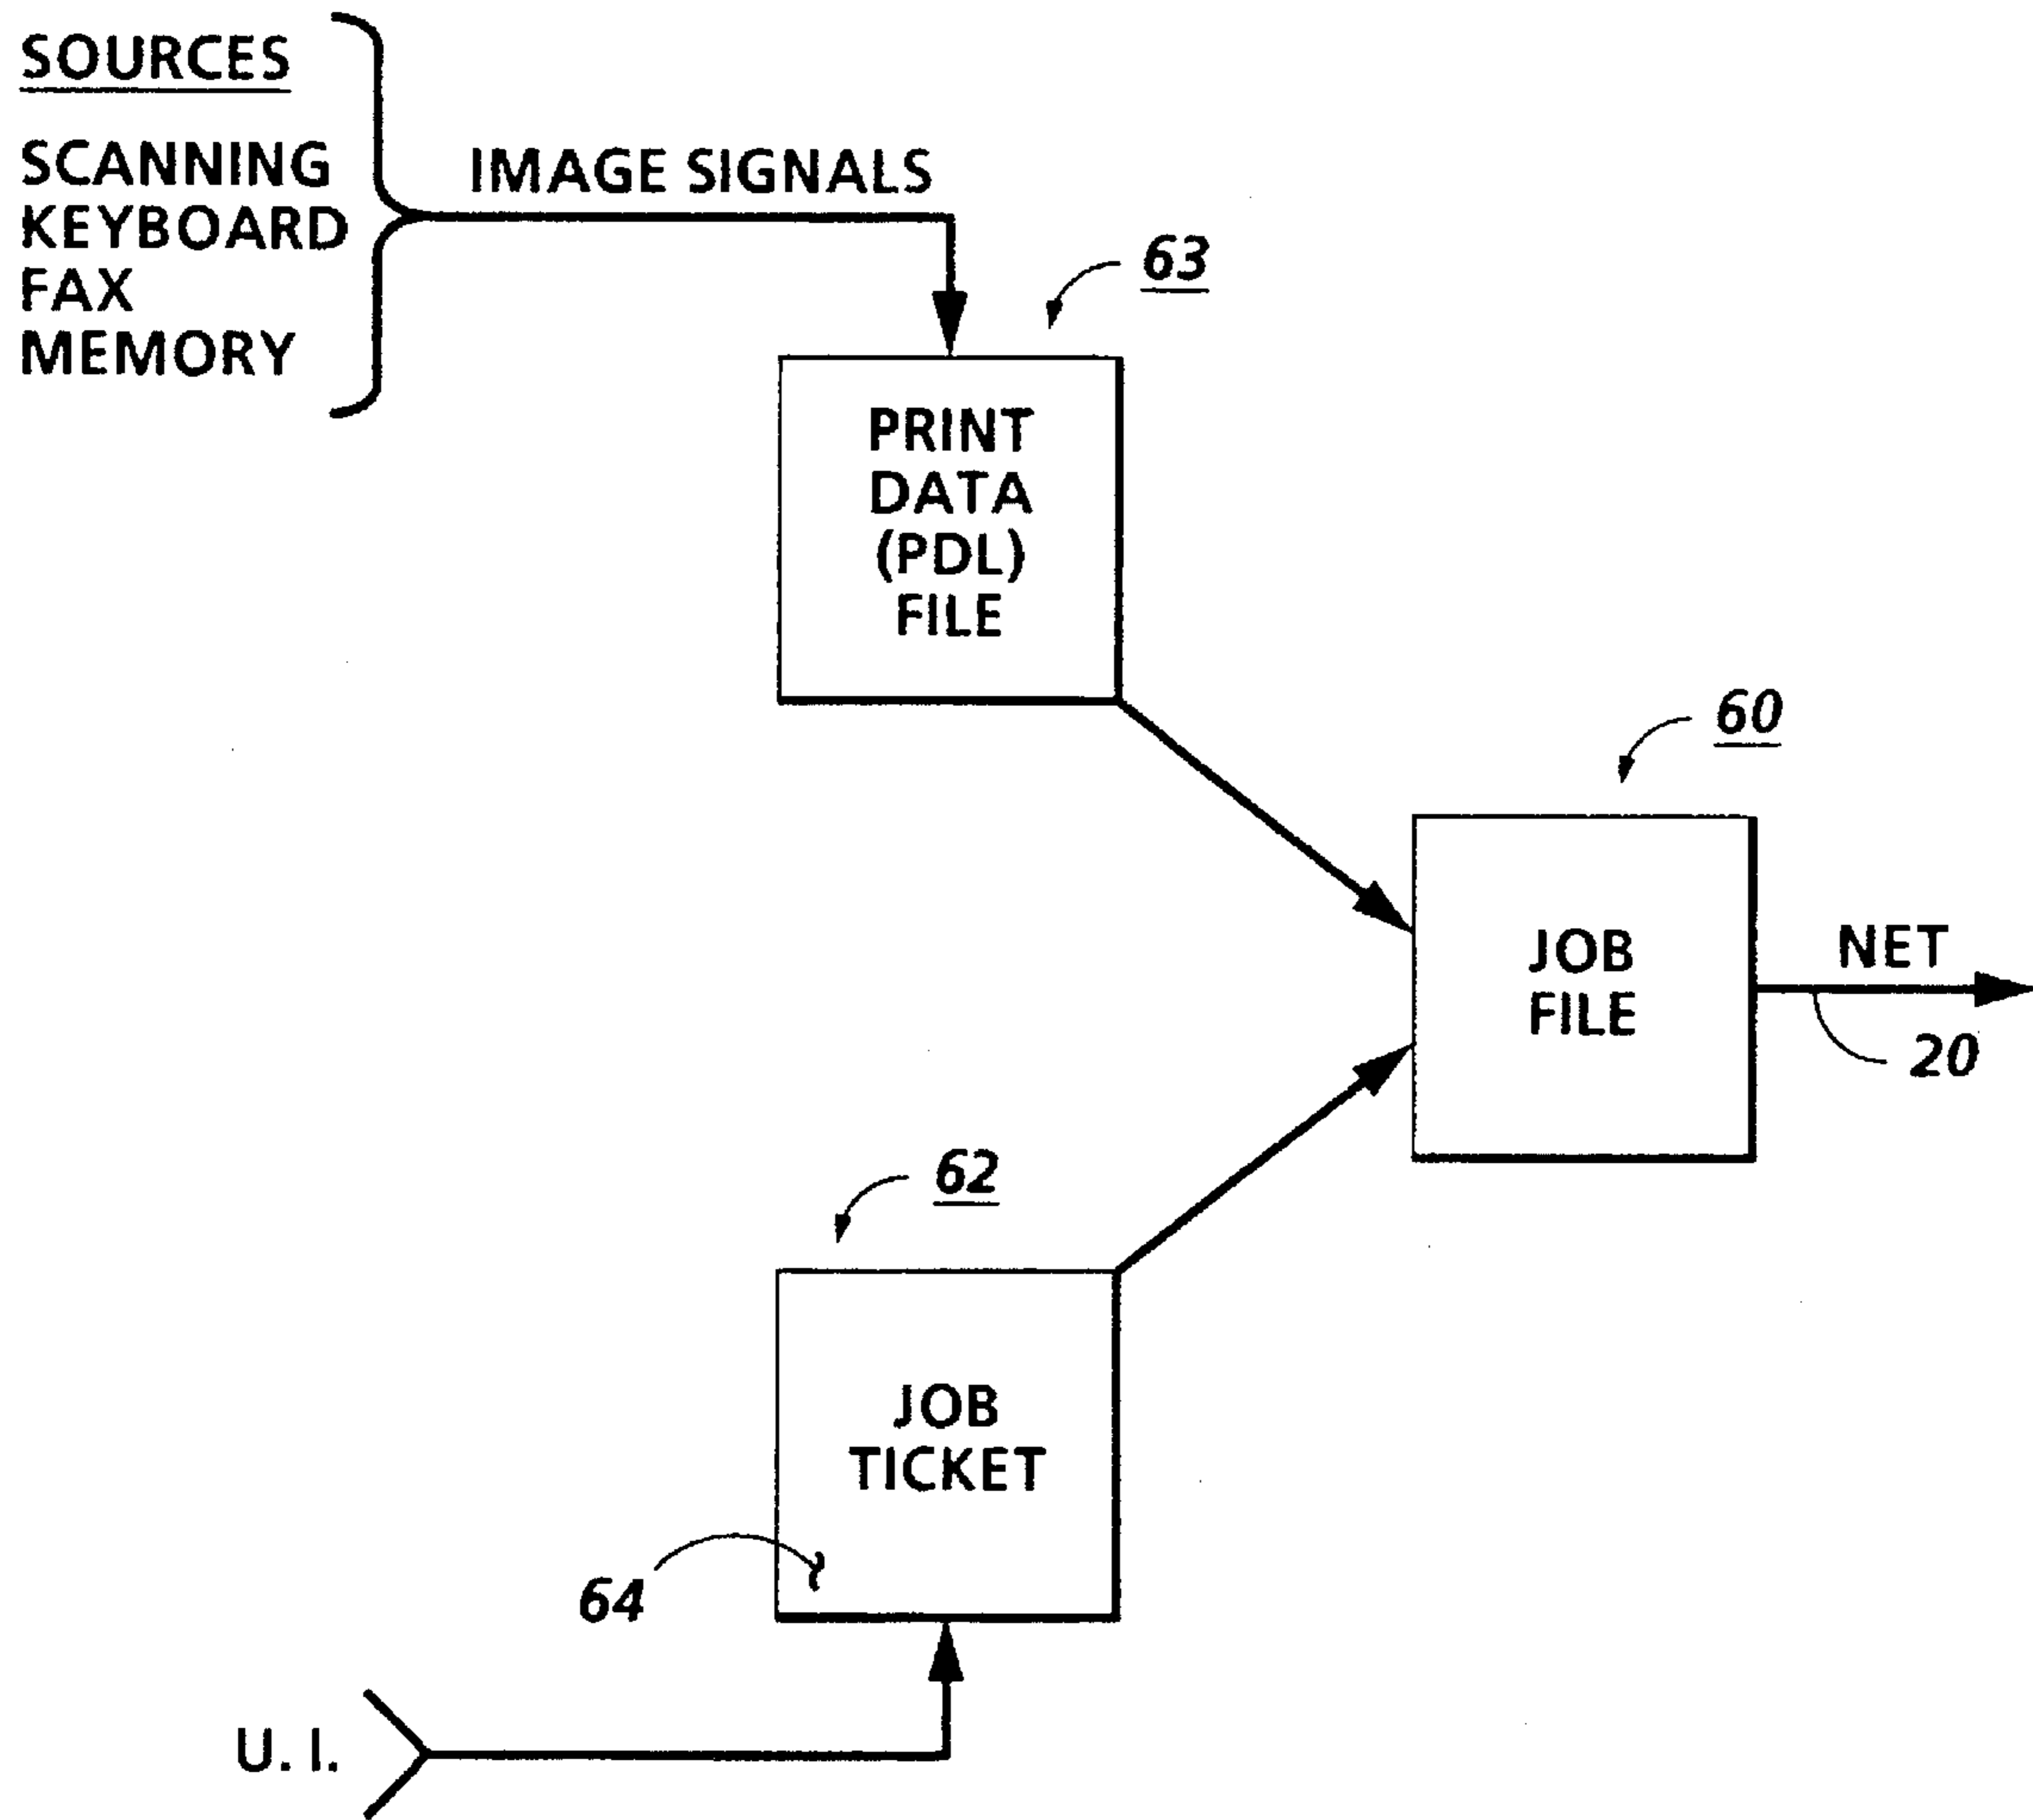 SOURCES
SCANNING
KEYBOARD
FAX
MEMORY
IMAGE SIGNALS
63
PRINT
DATA
(PDL)
FILE
60
JOB
FILE
NET
20
62
JOB
TICKET
64
U. I.